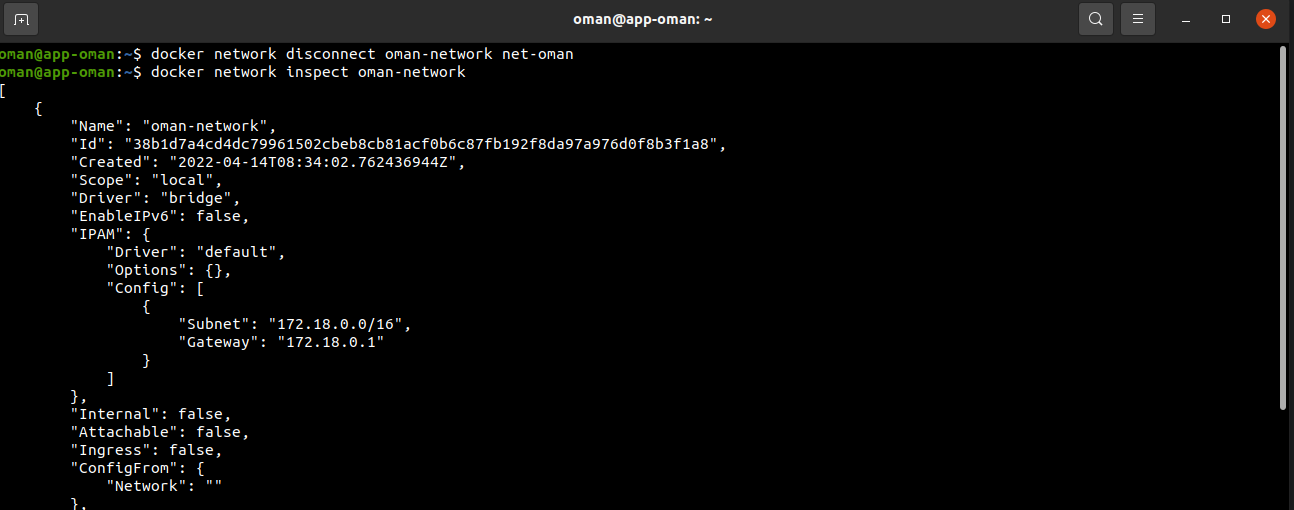 oman@app-oman: ~
oman@app-oman:~$ docker network disconnect oman-network net-oman
oman@app-oman:~$ docker network inspect oman-network
[
    {
        "Name": "oman-network",
        "Id": "38b1d7a4cd4dc79961502cbeb8cb81acf0b6c87fb192f8da97a976d0f8b3f1a8",
        "Created": "2022-04-14T08:34:02.762436944Z",
        "Scope": "local",
        "Driver": "bridge",
        "EnableIPv6": false,
        "IPAM": {
            "Driver": "default",
            "Options": {},
            "Config": [
                {
                    "Subnet": "172.18.0.0/16",
                    "Gateway": "172.18.0.1"
                }
            ]
        },
        "Internal": false,
        "Attachable": false,
        "Ingress": false,
        "ConfigFrom": {
            "Network": ""
        },